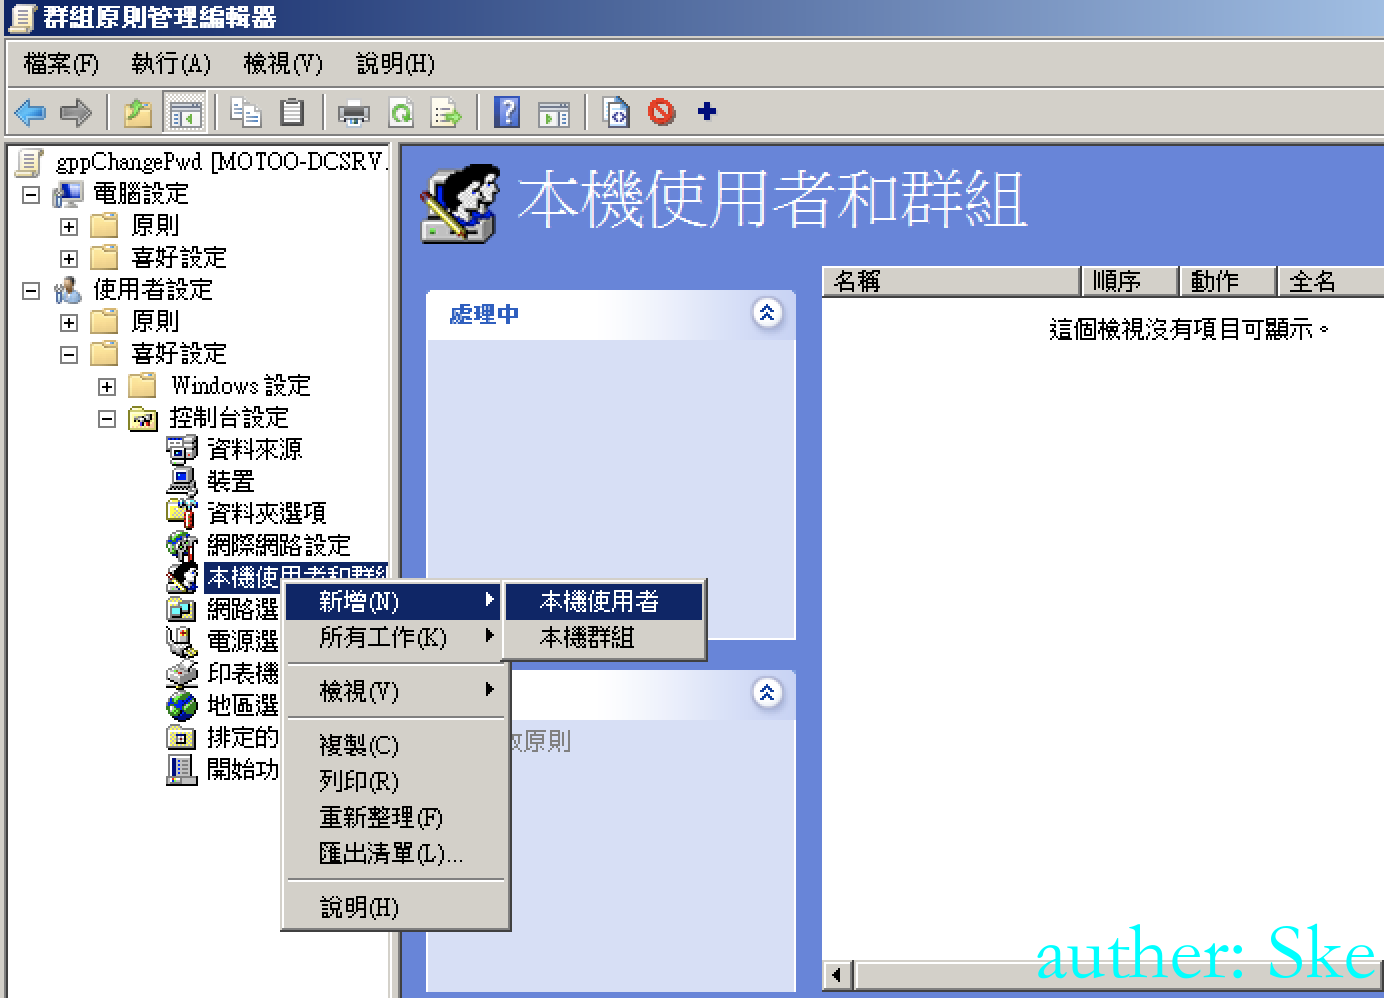 群組原則管理編輯器
檔案(F) 執行(A) 檢視(V) 說明(H)
gppChangePwd [MOTOO-DCSRV.
電腦設定
原則
喜好設定
使用者設定
原則
喜好設定
Windows 設定
控制台設定
資料來源
裝置
資料夾選項
網際網路設定
本機使用者和群組
網路選
電源選
印表機
地區選
排定的
開始功
新增(N)
所有工作(K)
檢視(V)
複製(C)
列印(R)
重新整理(F)
匯出清單(L)...
說明(H)
本機使用者
本機群組
本機使用者和群組
處理中
原則
名稱 順序 動作 全名
這個檢視沒有項目可顯示。
auther: Ske